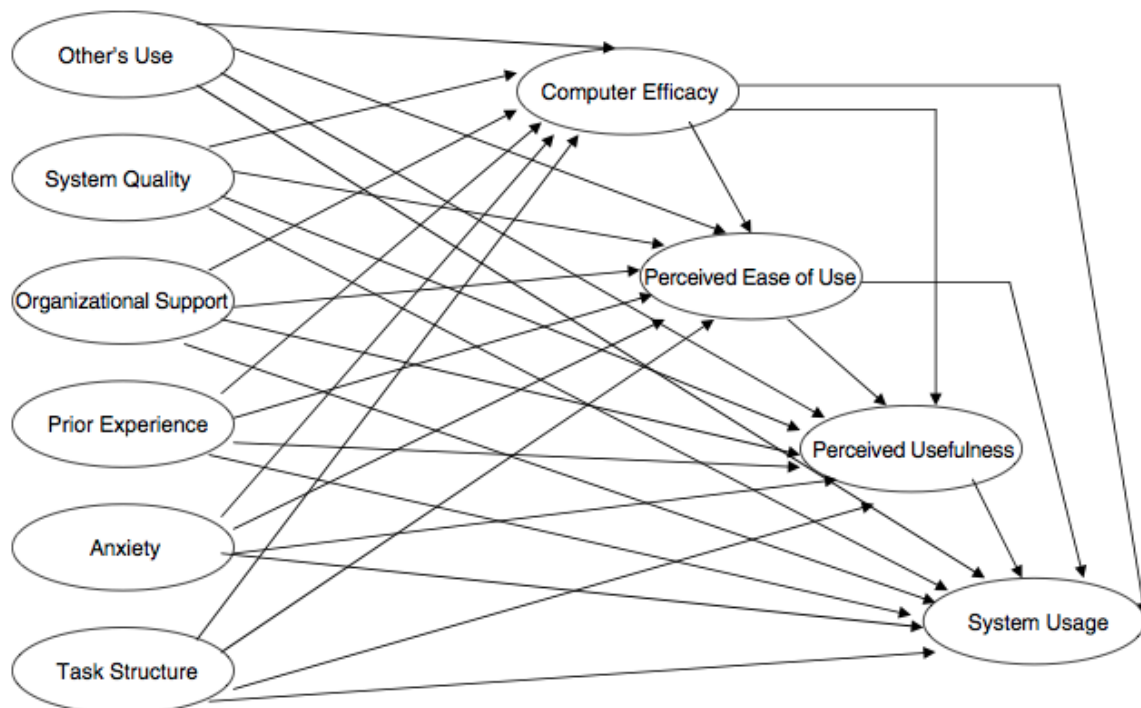 Other's Use
Computer Efficacy
System Quality
Perceived Ease of Use
Organizational Support
Prior Experience
Perceived Usefulness
Anxiety
System Usage
Task Structure